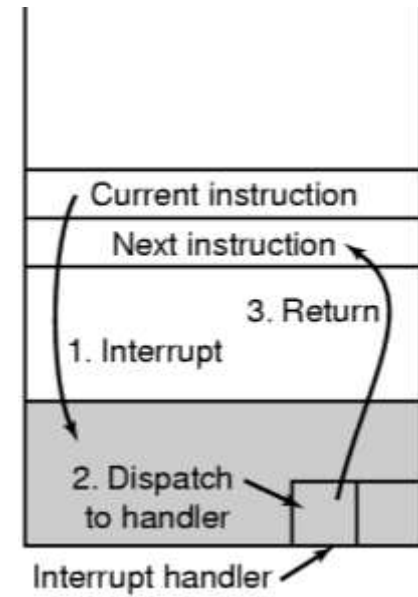 Current instruction
Next instruction
3. Return
1. Interrupt
2. Dispatch
to handler
Interrupt handler